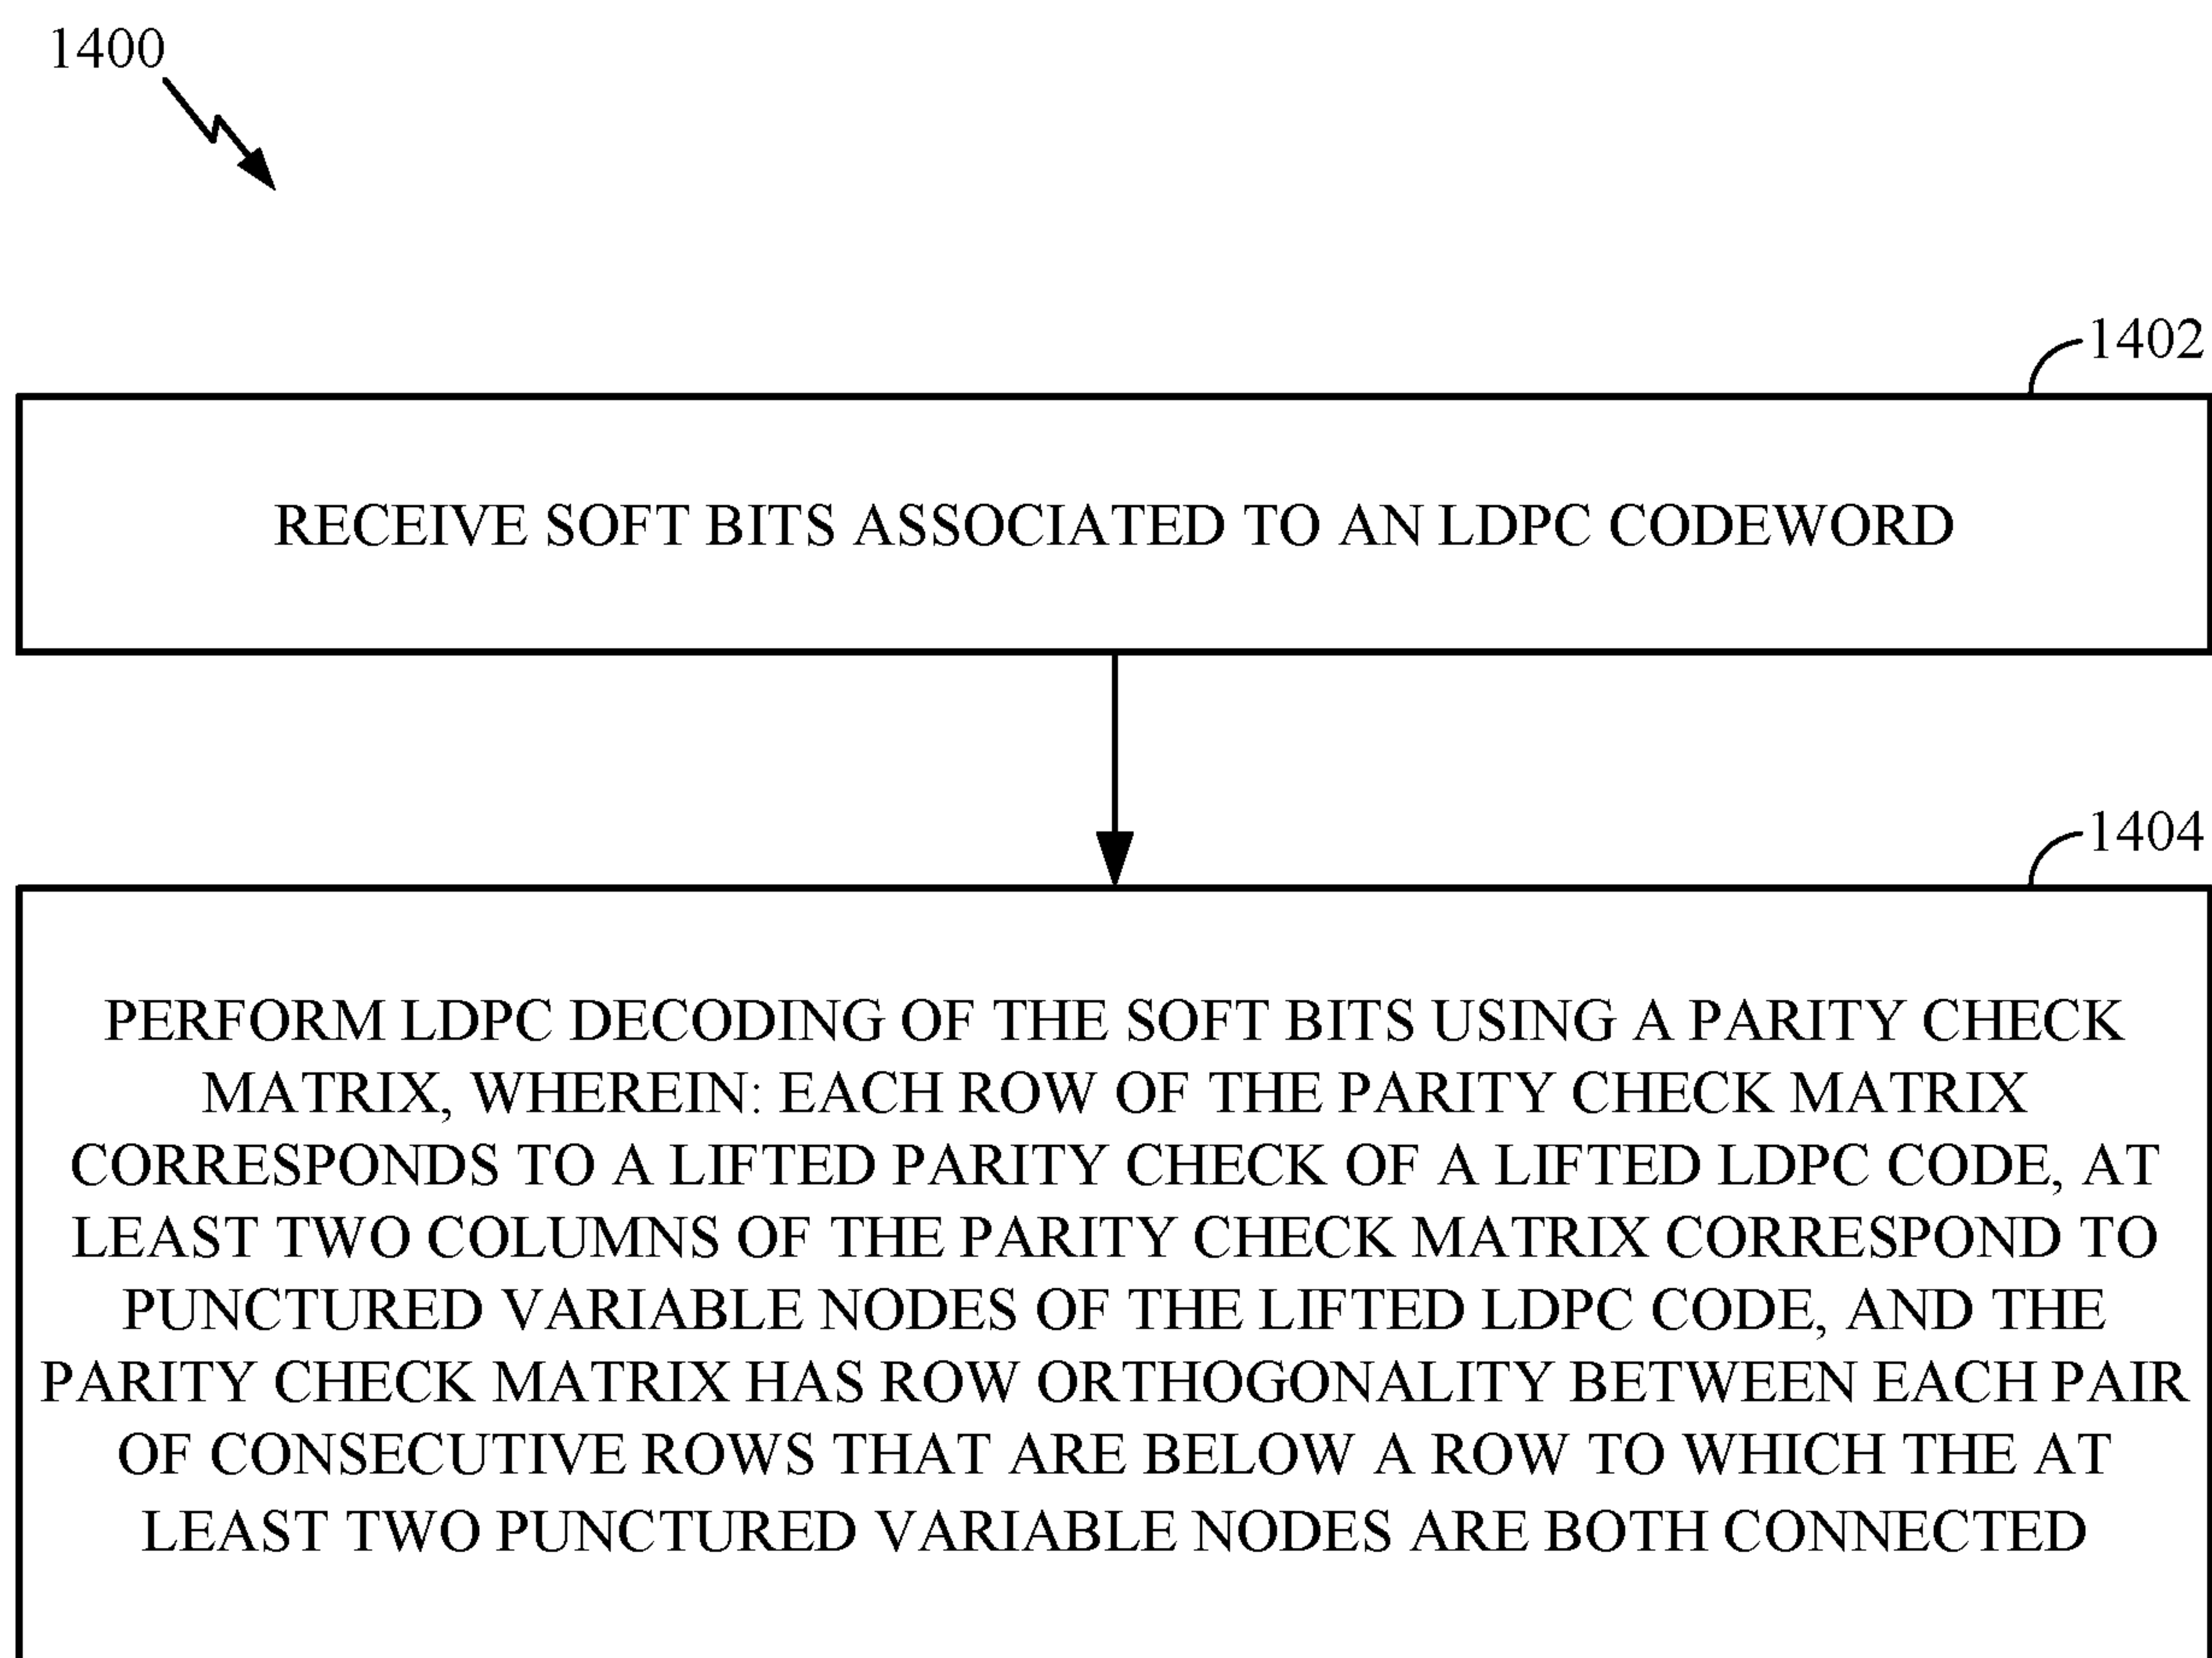 1400
1402
RECEIVE SOFT BITS ASSOCIATED TO AN LDPC CODEWORD
1404
PERFORM LDPC DECODING OF THE SOFT BITS USING A PARITY CHECK
MATRIX, WHEREIN: EACH ROW OF THE PARITY CHECK MATRIX
CORRESPONDS TO A LIFTED PARITY CHECK OF A LIFTED LDPC CODE, AT
LEAST TWO COLUMNS OF THE PARITY CHECK MATRIX CORRESPOND TO
PUNCTURED VARIABLE NODES OF THE LIFTED LDPC CODE, AND THE
PARITY CHECK MATRIX HAS ROW ORTHOGONALITY BETWEEN EACH PAIR
OF CONSECUTIVE ROWS THAT ARE BELOW A ROW TO WHICH THE AT
LEAST TWO PUNCTURED VARIABLE NODES ARE BOTH CONNECTED